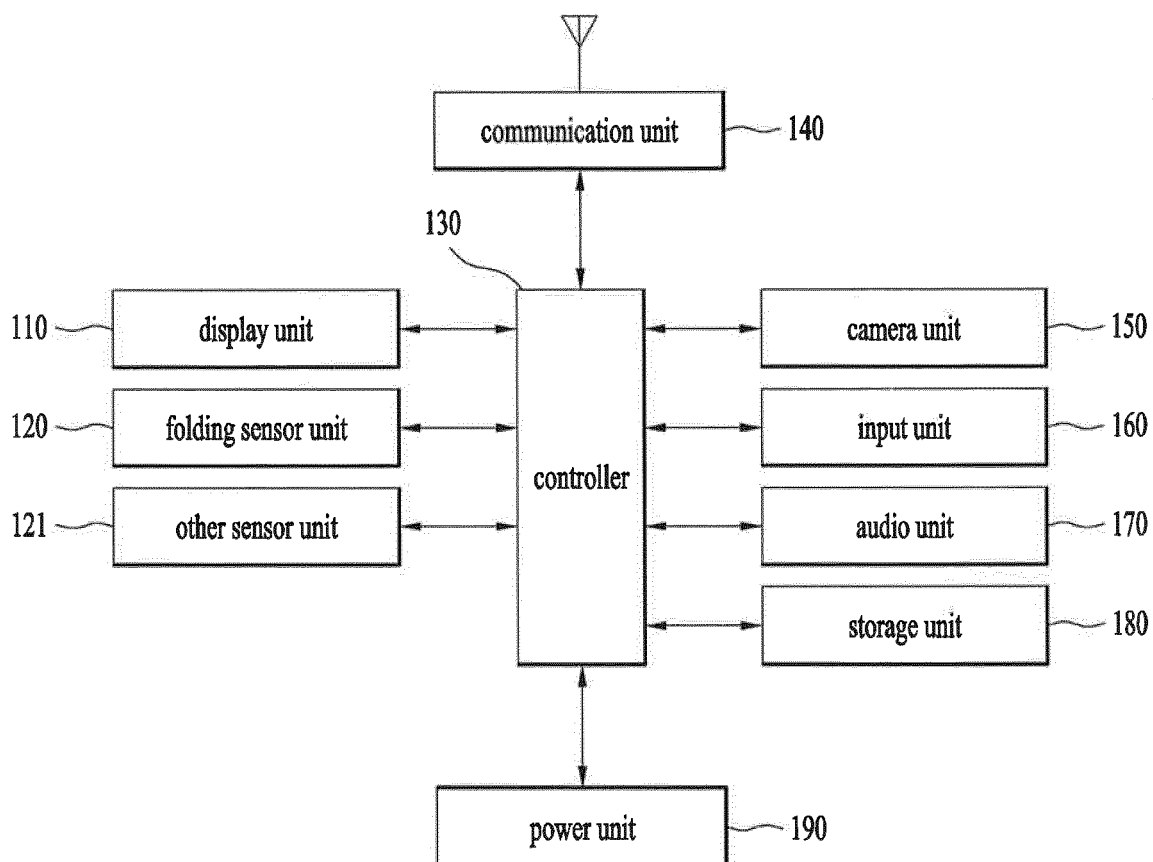 communication unit 140
130
110 display unit
camera unit 150
120 folding sensor unit
input unit 160
controller
121 other sensor unit
audio unit 170
storage unit 180
power unit 190